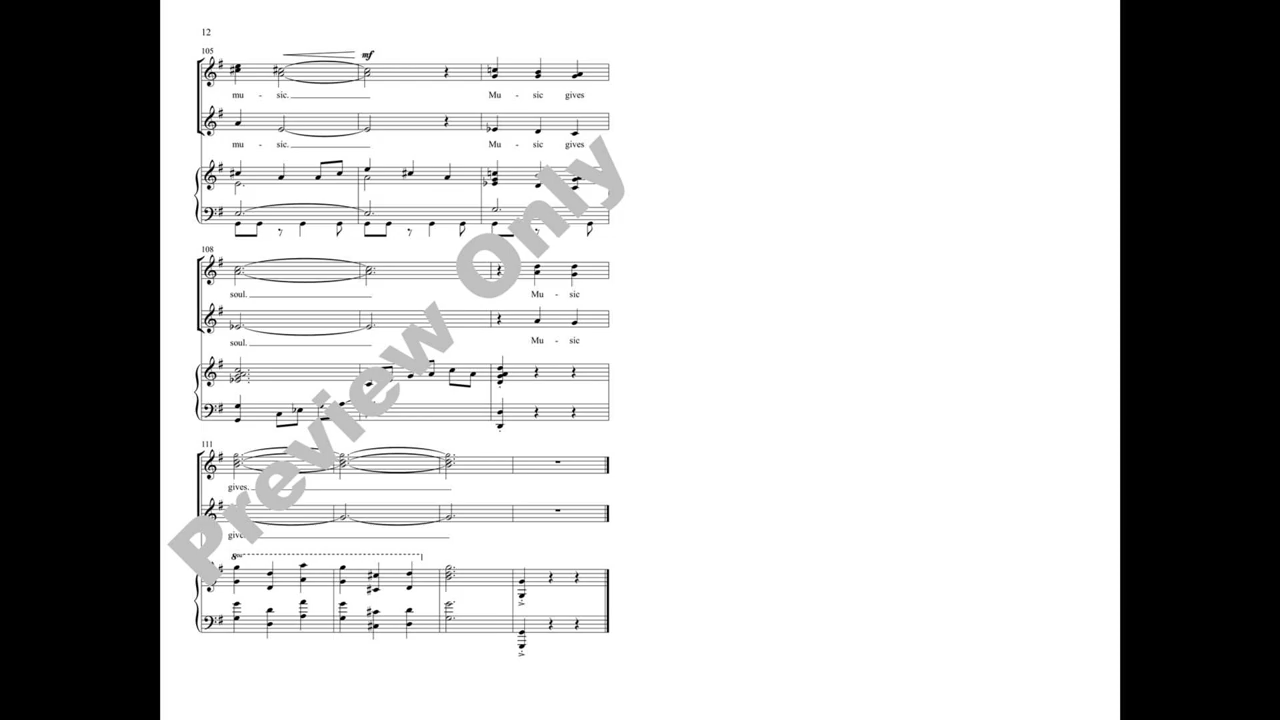 12
105
mf
mu - sic. Mu - sic gives
mu - sic. Mu - sic gives
108
soul. Mu - sic
soul. Mu - sic
111
gives.
give
8va
Preview Only